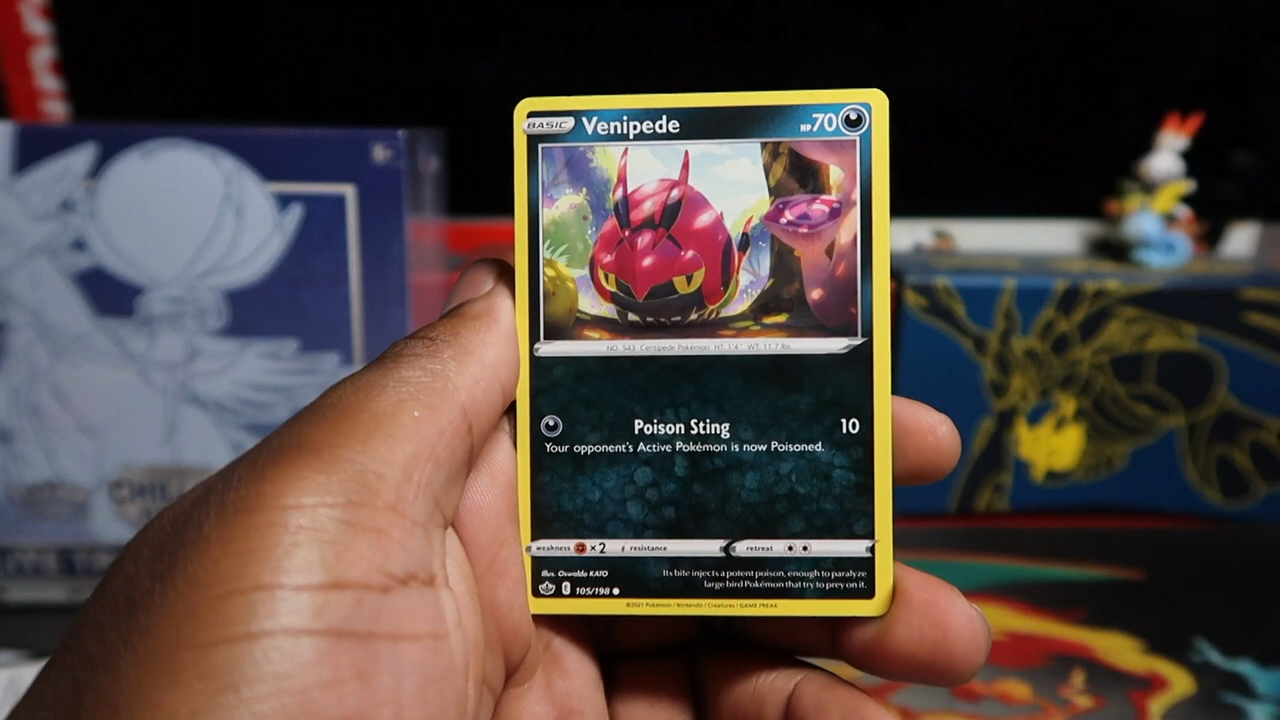 BASIC Venipede HP 70
NO. 543 Centipede Pokémon HT: 1'4" WT: 11.7 lbs.
Poison Sting 10
Your opponent's Active Pokémon is now Poisoned.
weakness ×2 resistance retreat
Illus. Oswaldo KATO
Its bite injects a potent poison, enough to paralyze
large bird Pokémon that try to prey on it.
105/198
©2021 Pokémon / Nintendo / Creatures / GAME FREAK